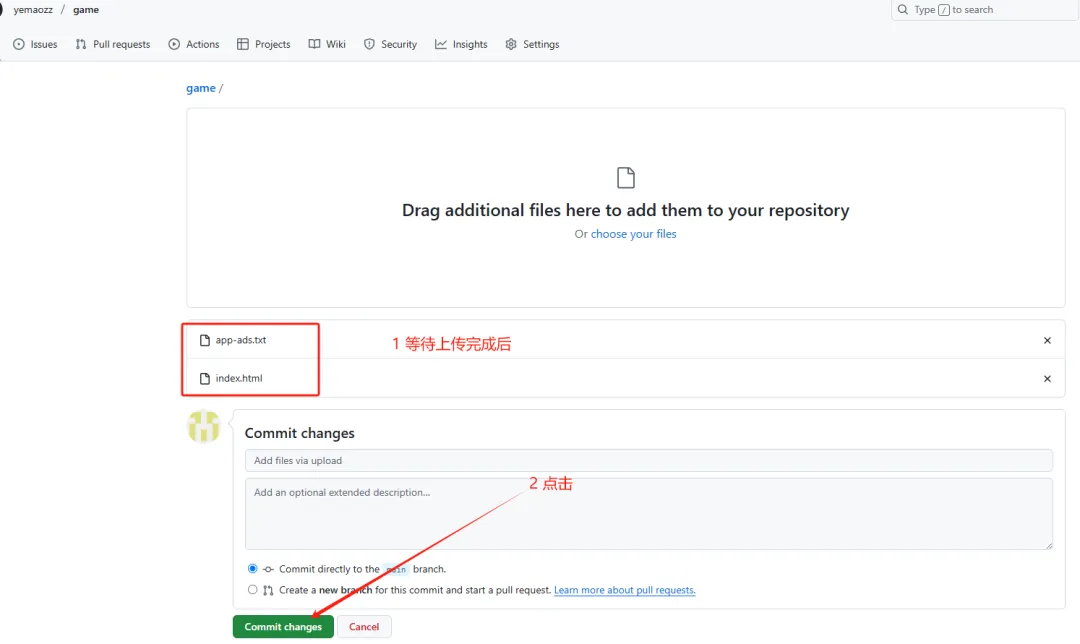 yemaozz / game
Type / to search
Issues Pull requests Actions Projects Wiki Security Insights Settings
game /
Drag additional files here to add them to your repository
Or choose your files
app-ads.txt
1 等待上传完成后
index.html
Commit changes
Add files via upload
2 点击
Add an optional extended description...
Commit directly to the main branch.
Create a new branch for this commit and start a pull request. Learn more about pull requests.
Commit changes Cancel